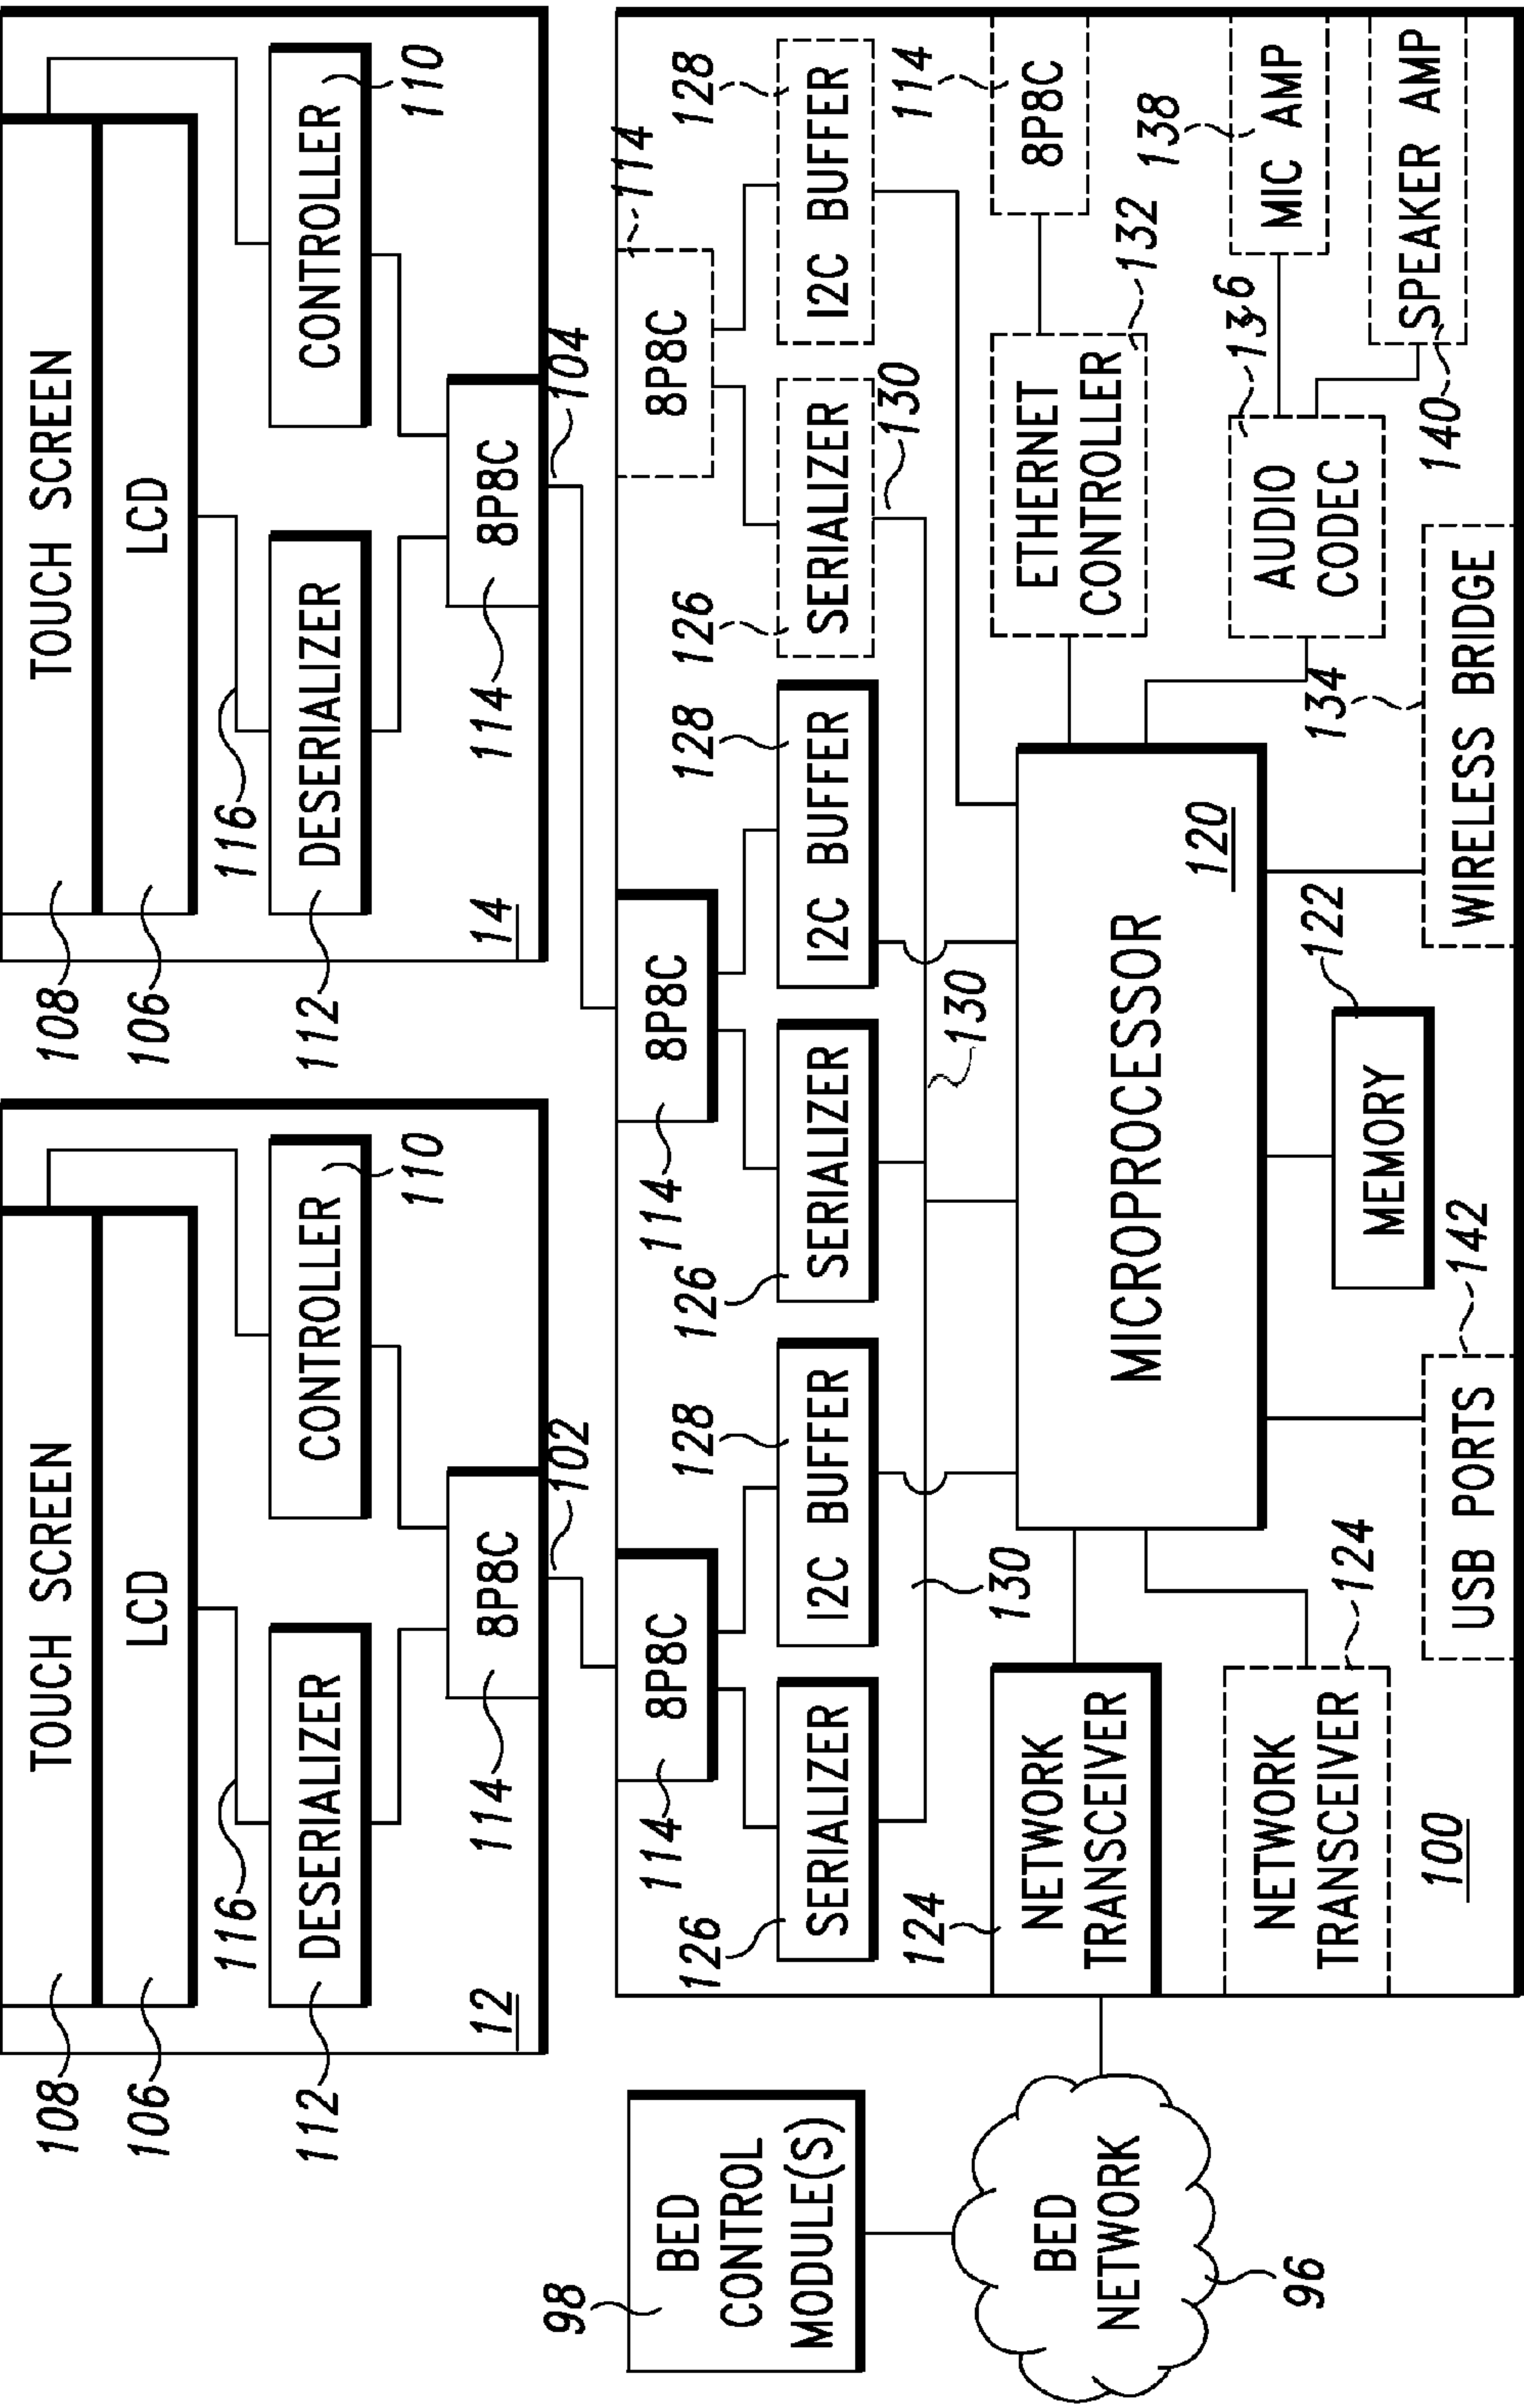 TOUCH SCREEN
LCD
108
106
116
DESERIALIZER
CONTROLLER
112
110
8P8C
114
12
102
TOUCH SCREEN
LCD
108
106
116
DESERIALIZER
CONTROLLER
112
110
8P8C
114
14
104
98
BED
CONTROL
MODULE(S)
BED
NETWORK
96
8P8C
114
8P8C
114
8P8C
114
126
SERIALIZER
128
I2C BUFFER
126
SERIALIZER
128
I2C BUFFER
126
SERIALIZER
128
I2C BUFFER
130
130
130
124
NETWORK
TRANSCEIVER
NETWORK
TRANSCEIVER
124
MICROPROCESSOR
120
ETHERNET
CONTROLLER
132
8P8C
114
AUDIO
CODEC
136
MIC AMP
138
SPEAKER AMP
140
100
USB PORTS
142
MEMORY
122
WIRELESS BRIDGE
134